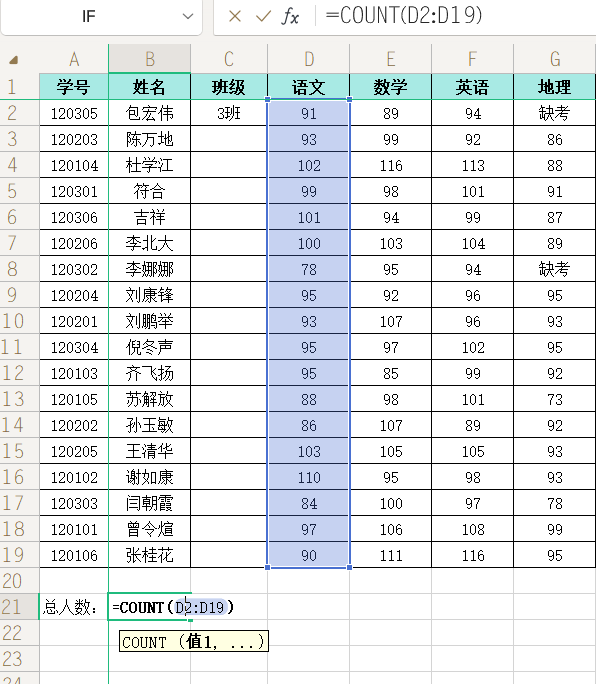 IF =COUNT(D2:D19)
A B C D E F G
1 学号 姓名 班级 语文 数学 英语 地理
2 120305 包宏伟 3班 91 89 94 缺考
3 120203 陈万地 93 99 92 86
4 120104 杜学江 102 116 113 88
5 120301 符合 99 98 101 91
6 120306 吉祥 101 94 99 87
7 120206 李北大 100 103 104 89
8 120302 李娜娜 78 95 94 缺考
9 120204 刘康锋 95 92 96 95
10 120201 刘鹏举 93 107 96 93
11 120304 倪冬声 95 97 102 95
12 120103 齐飞扬 95 85 99 92
13 120105 苏解放 88 98 101 73
14 120202 孙玉敏 86 107 89 92
15 120205 王清华 103 105 105 93
16 120102 谢如康 110 95 98 93
17 120303 闫朝霞 84 100 97 78
18 120101 曾令煊 97 106 108 99
19 120106 张桂花 90 111 116 95
20
21 总人数： =COUNT(D2:D19)
22 COUNT (值1, ...)
23
24